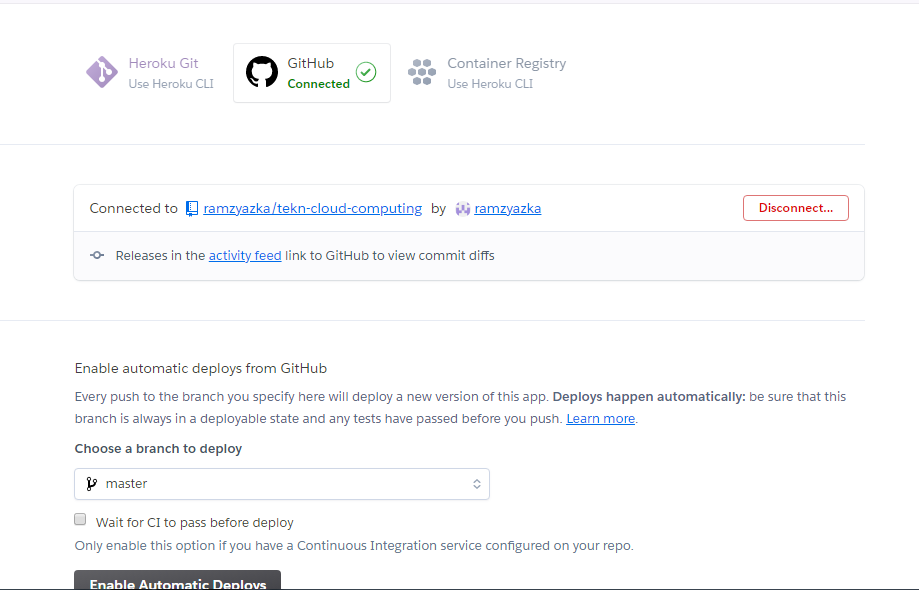 Heroku Git
Use Heroku CLI
GitHub
Connected
Container Registry
Use Heroku CLI
Connected to ramzyazka/tekn-cloud-computing by ramzyazka
Disconnect...
Releases in the activity feed link to GitHub to view commit diffs
Enable automatic deploys from GitHub
Every push to the branch you specify here will deploy a new version of this app. Deploys happen automatically: be sure that this
branch is always in a deployable state and any tests have passed before you push. Learn more.
Choose a branch to deploy
master
Wait for CI to pass before deploy
Only enable this option if you have a Continuous Integration service configured on your repo.
Enable Automatic Deploys